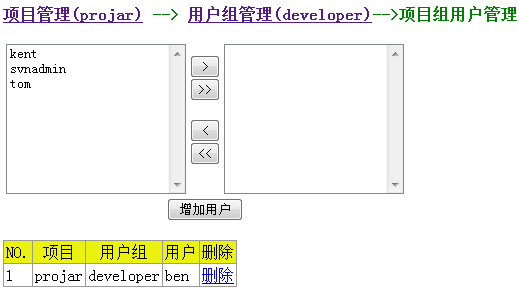 项目管理(projar) --> 用户组管理(developer)-->项目组用户管理
kent
svnadmin
tom
>
>>
<
<<
增加用户
NO. 项目 用户组 用户 删除
1 projar developer ben 删除